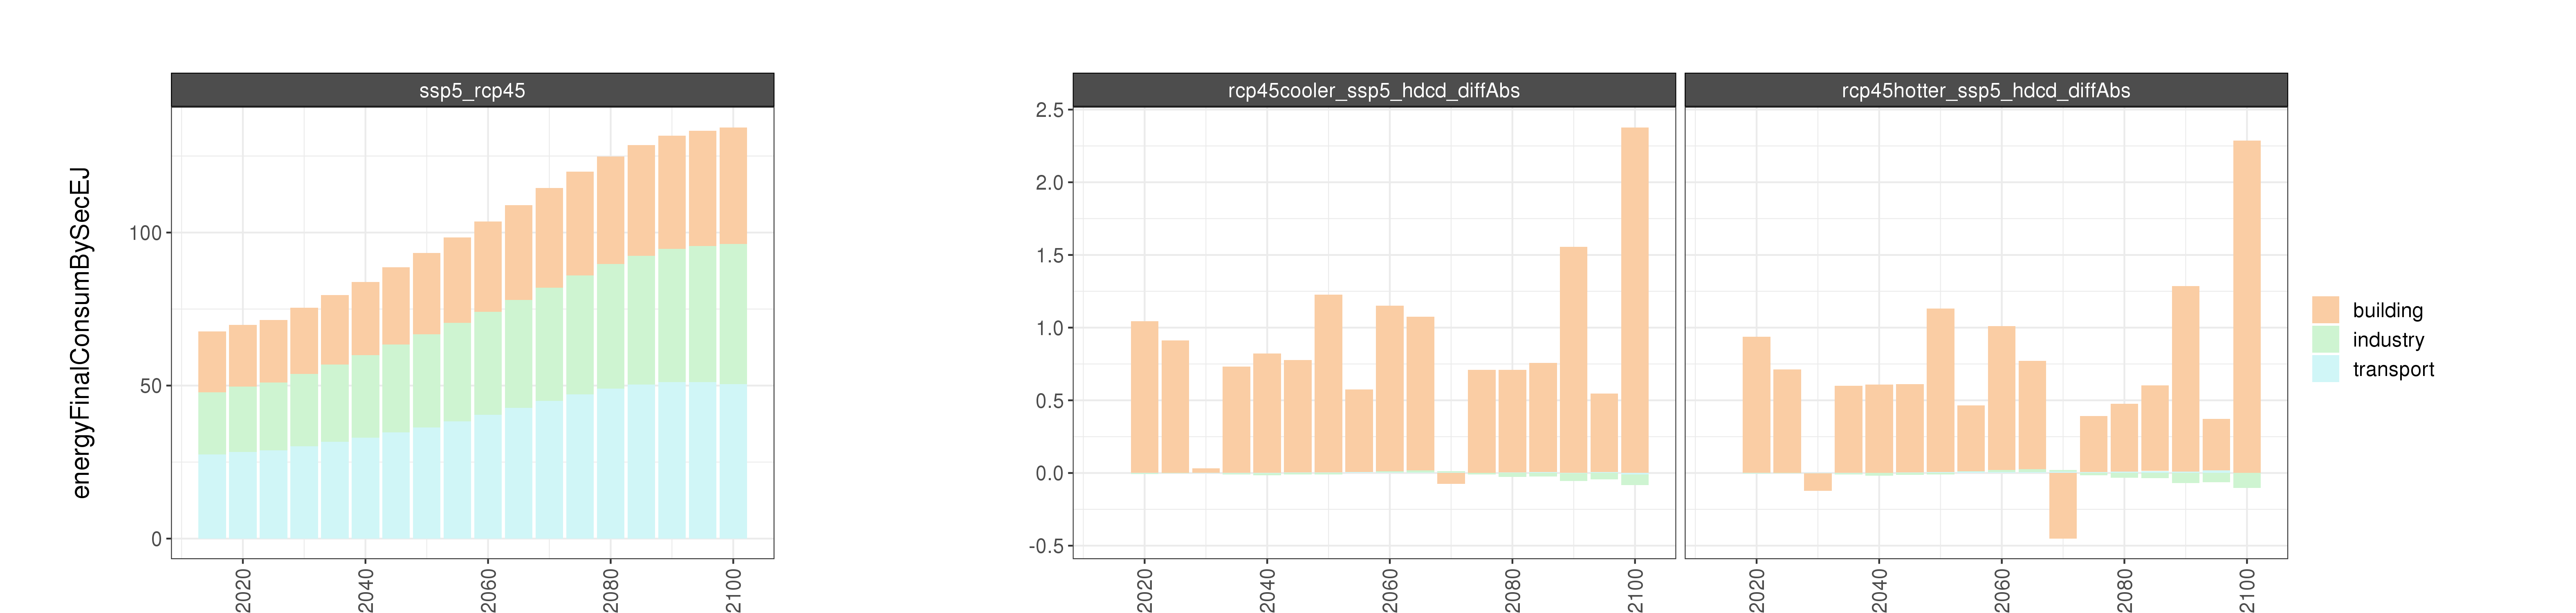 ssp5_rcp45
rcp45cooler_ssp5_hdcd_diffAbs
rcp45hotter_ssp5_hdcd_diffAbs
energyFinalConsumBySecEJ
100
50
0
2.5
2.0
1.5
1.0
0.5
0.0
-0.5
2020 2040 2060 2080 2100
2020 2040 2060 2080 2100
2020 2040 2060 2080 2100
building
industry
transport